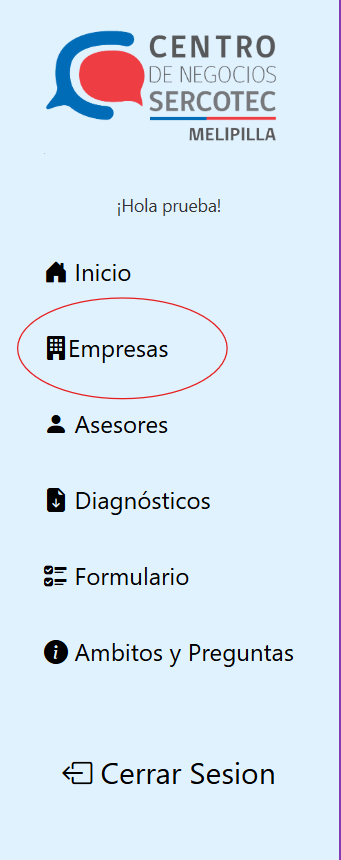 CENTRO
DE NEGOCIOS
SERCOTEC
MELIPILLA
¡Hola prueba!
Inicio
Empresas
Asesores
Diagnósticos
Formulario
Ambitos y Preguntas
Cerrar Sesion